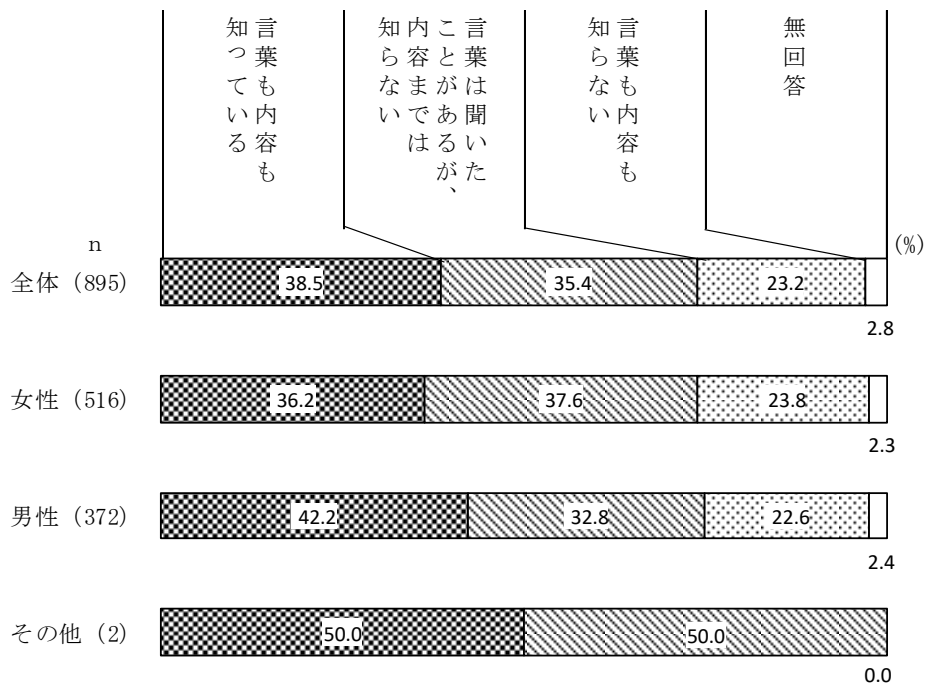 言葉も内容も
知っている
言葉は聞いた
ことがあるが、
内容までは
知らない
言葉も内容も
知らない
無回答
n
(%)
全体 (895)
38.5
35.4
23.2
2.8
女性 (516)
36.2
37.6
23.8
2.3
男性 (372)
42.2
32.8
22.6
2.4
その他 (2)
50.0
50.0
0.0